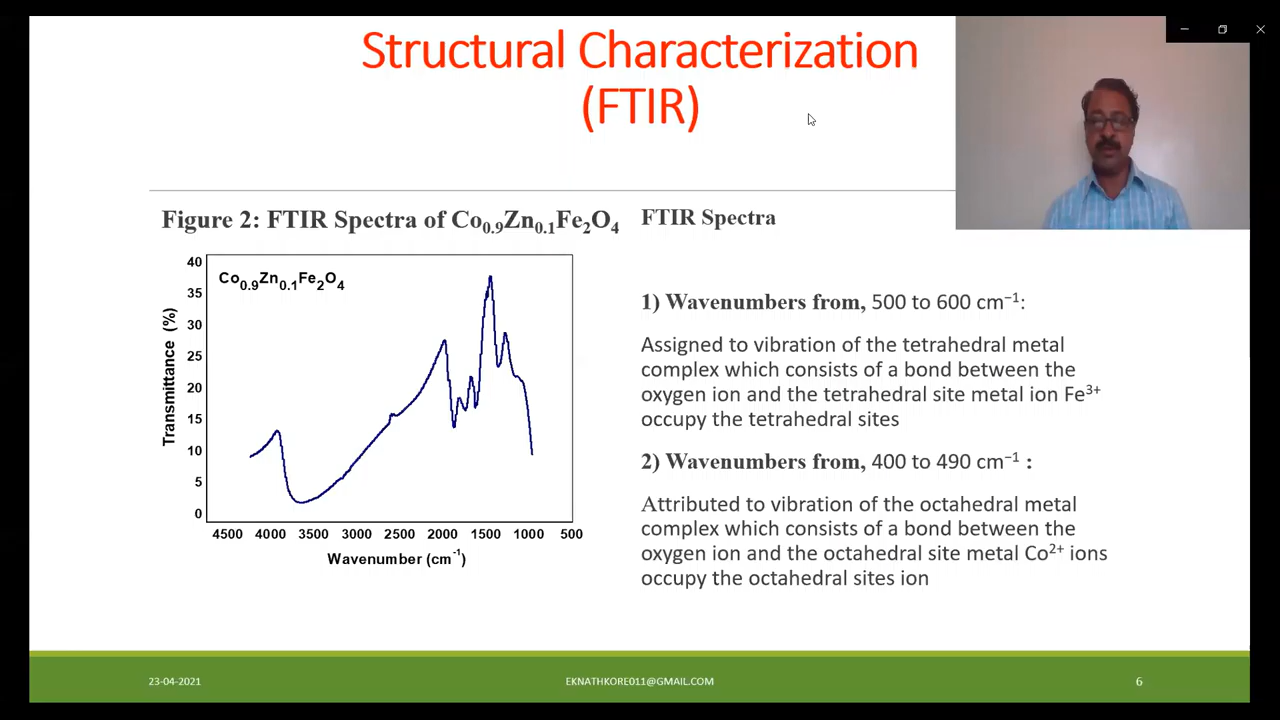 Structural Characterization
(FTIR)
Figure 2: FTIR Spectra of Co0.9Zn0.1Fe2O4
Co0.9Zn0.1Fe2O4
40
35
30
25
20
15
10
5
0
Transmittance (%)
4500 4000 3500 3000 2500 2000 1500 1000 500
Wavenumber (cm-1)
FTIR Spectra
1) Wavenumbers from, 500 to 600 cm−1:
Assigned to vibration of the tetrahedral metal
complex which consists of a bond between the
oxygen ion and the tetrahedral site metal ion Fe3+
occupy the tetrahedral sites
2) Wavenumbers from, 400 to 490 cm−1 :
Attributed to vibration of the octahedral metal
complex which consists of a bond between the
oxygen ion and the octahedral site metal Co2+ ions
occupy the octahedral sites ion
23-04-2021
EKNATHKORE011@GMAIL.COM
6